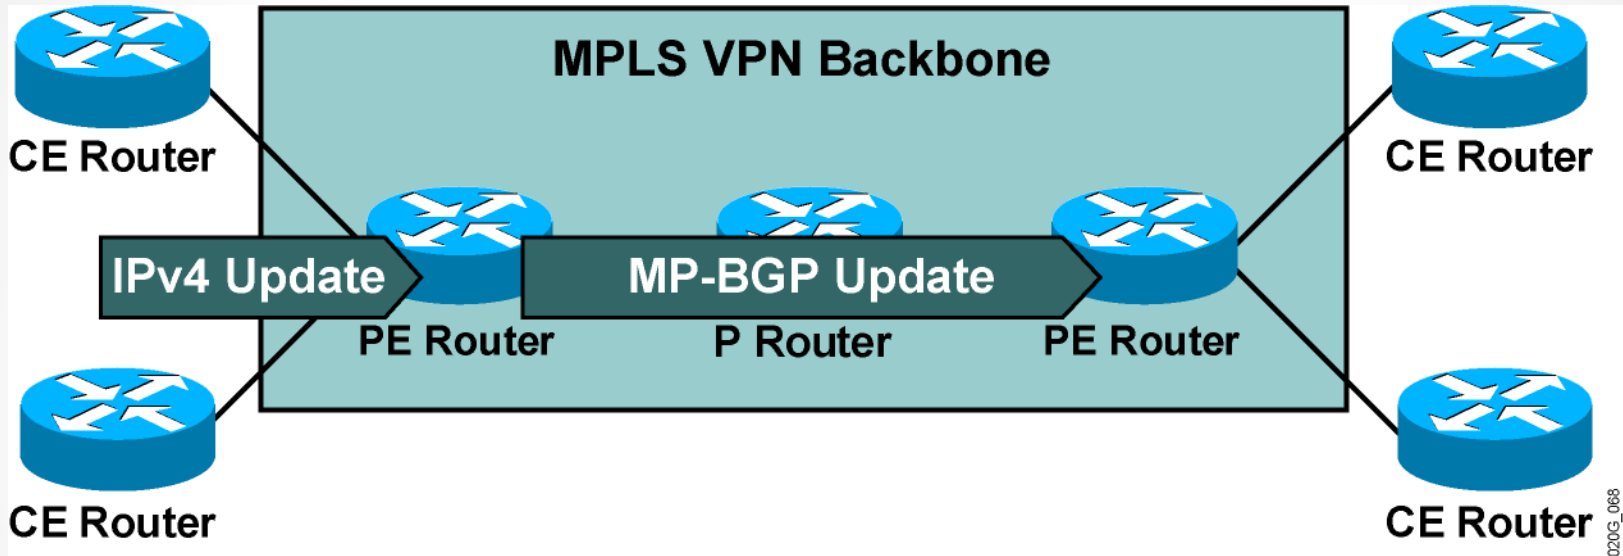 MPLS VPN Backbone
CE Router
CE Router
IPv4 Update
MP-BGP Update
PE Router
P Router
PE Router
CE Router
CE Router
020G_068